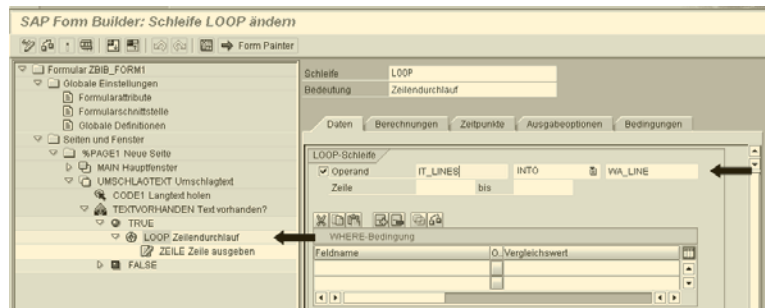 SAP Form Builder: Schleife LOOP ändern
Form Painter
Formular ZBIB_FORM1
Globale Einstellungen
Formularattribute
Formularschnittstelle
Globale Definitionen
Seiten und Fenster
%PAGE1 Neue Seite
MAIN Hauptfenster
UMSCHLAGTEXT Umschlagtext
CODE1 Langtext holen
TEXTVORHANDEN Text vorhanden?
TRUE
LOOP Zeilendurchlauf
ZEILE Zeile ausgeben
FALSE
Schleife LOOP
Bedeutung Zeilendurchlauf
Daten Berechnungen Zeitpunkte Ausgabeoptionen Bedingungen
LOOP-Schleife
Operand IT_LINES INTO WA_LINE
Zeile bis
WHERE-Bedingung
Feldname O.. Vergleichswert